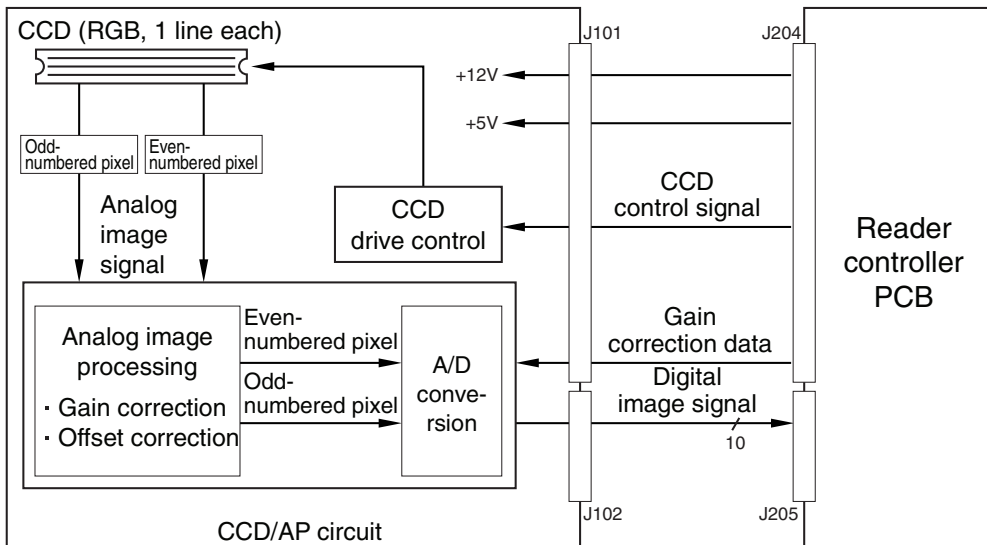 CCD (RGB, 1 line each)
J101
J204
+12V
+5V
Odd-
numbered pixel
Even-
numbered pixel
Analog
image
signal
CCD
drive control
CCD
control signal
Reader
controller
PCB
Analog image
processing
· Gain correction
· Offset correction
Even-
numbered pixel
Odd-
numbered pixel
A/D
conve-
rsion
Gain
correction data
Digital
image signal
10
J102
J205
CCD/AP circuit